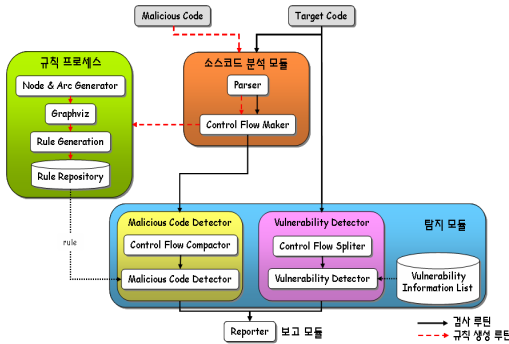 Malicious Code
Target Code
규칙 프로세스
Node & Arc Generator
Graphviz
Rule Generation
Rule Repository
소스코드 분석 모듈
Parser
Control Flow Maker
탐지 모듈
Malicious Code Detector
Control Flow Compactor
Malicious Code Detector
Vulnerability Detector
Control Flow Spliter
Vulnerability Detector
Vulnerability
Information List
rule
Reporter
보고 모듈
검사 루틴
규칙 생성 루틴